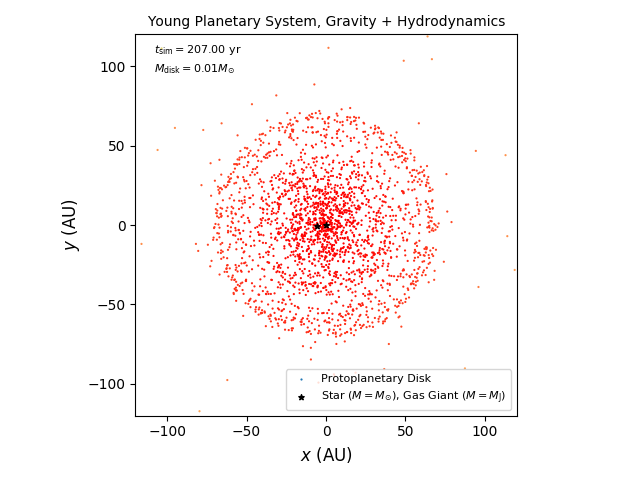 Young Planetary System, Gravity + Hydrodynamics
t_sim = 207.00 yr
M_disk = 0.01M_⊙
100
50
0
−50
−100
y (AU)
Protoplanetary Disk
Star (M = M_⊙), Gas Giant (M = M_J)
−100 −50 0 50 100
x (AU)